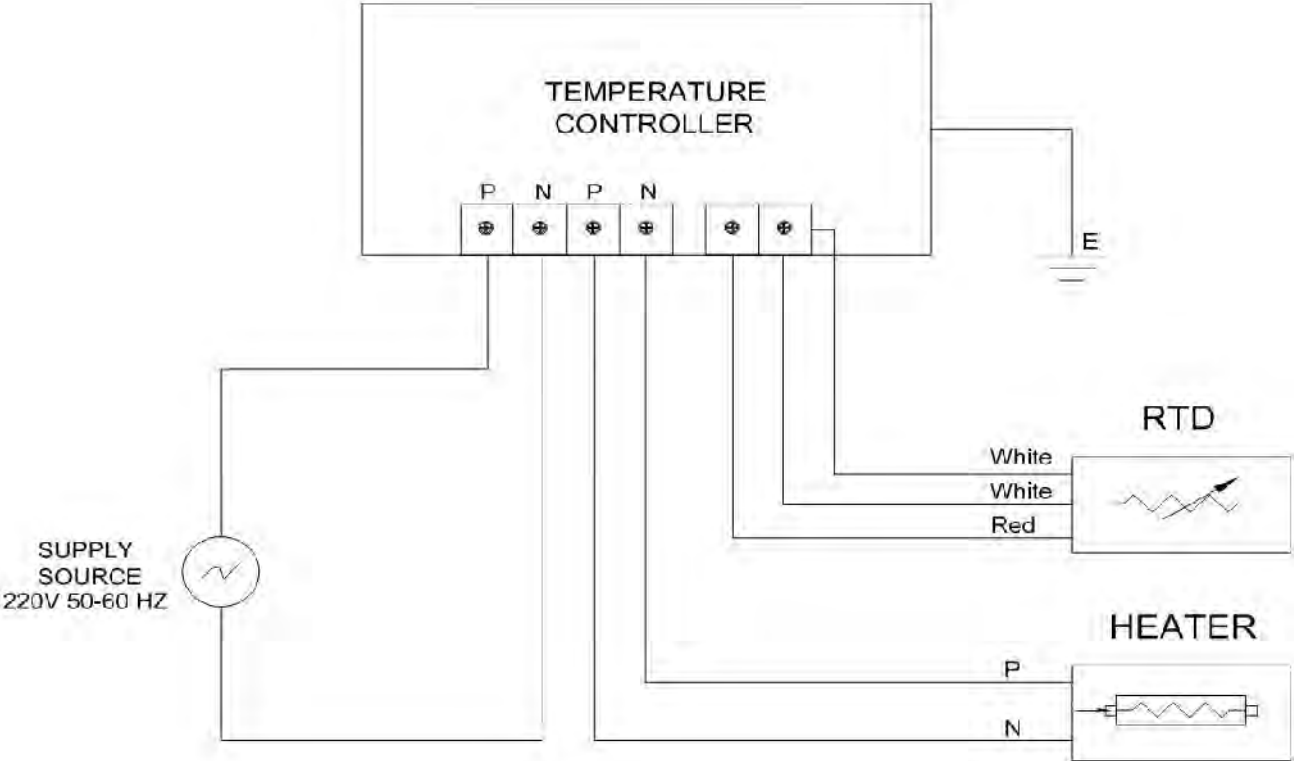 TEMPERATURE
CONTROLLER
P N P N
E
RTD
White
White
Red
SUPPLY
SOURCE
220V 50-60 HZ
HEATER
P
N